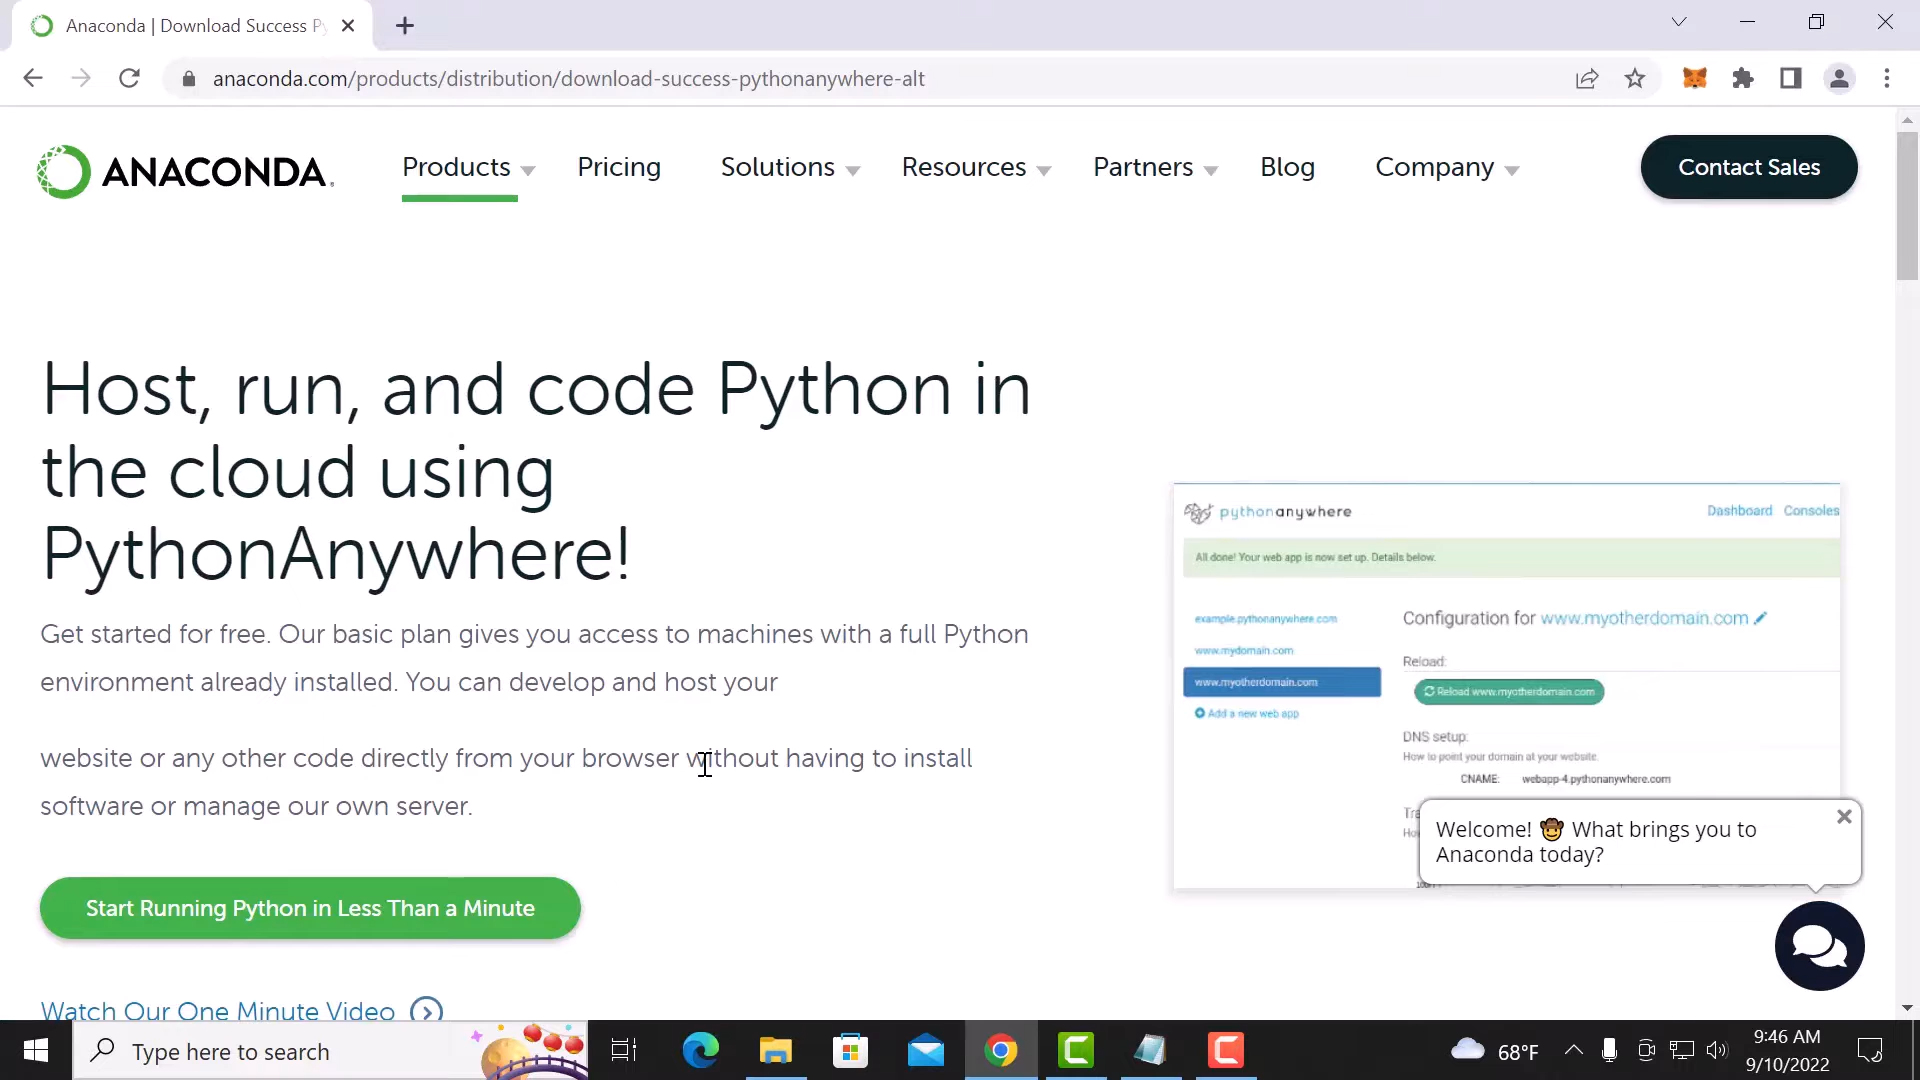 Anaconda | Download Success Py
anaconda.com/products/distribution/download-success-pythonanywhere-alt
ANACONDA
Products
Pricing
Solutions
Resources
Partners
Blog
Company
Contact Sales
Host, run, and code Python in
the cloud using
PythonAnywhere!
Get started for free. Our basic plan gives you access to machines with a full Python
environment already installed. You can develop and host your
website or any other code directly from your browser without having to install
software or manage our own server.
Start Running Python in Less Than a Minute
Watch Our One Minute Video
pythonanywhere
Dashboard Consoles
All done! Your web app is now set up. Details below.
example.pythonanywhere.com
www.mydomain.com
www.myotherdomain.com
Add a new web app
Configuration for www.myotherdomain.com
Reload:
Reload www.myotherdomain.com
DNS setup:
How to point your domain at your website.
CNAME: webapp-4.pythonanywhere.com
Welcome! 🤠 What brings you to
Anaconda today?
Type here to search
68°F
9:46 AM
9/10/2022